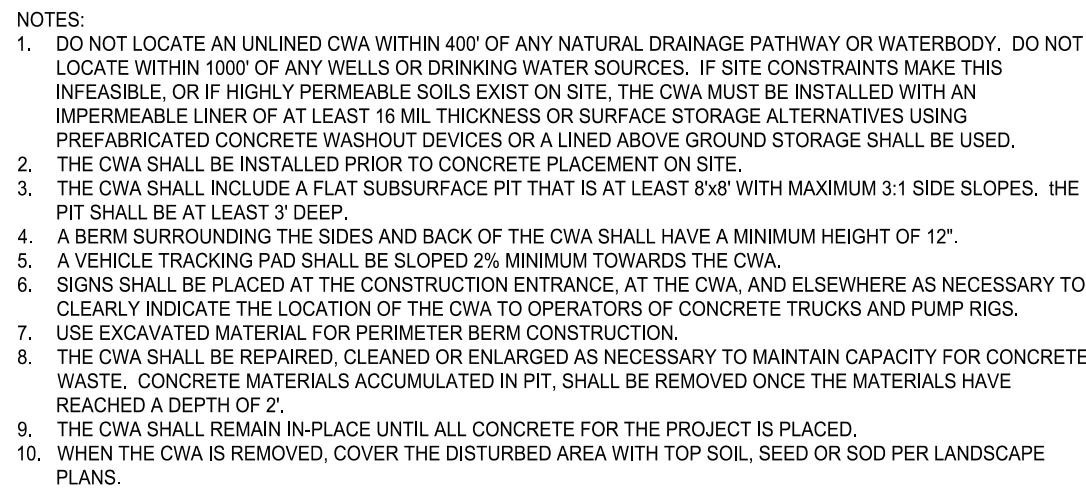 NOTES:
1. DO NOT LOCATE AN UNLINED CWA WITHIN 400' OF ANY NATURAL DRAINAGE PATHWAY OR WATERBODY. DO NOT
LOCATE WITHIN 1000' OF ANY WELLS OR DRINKING WATER SOURCES. IF SITE CONSTRAINTS MAKE THIS
INFEASIBLE, OR IF HIGHLY PERMEABLE SOILS EXIST ON SITE, THE CWA MUST BE INSTALLED WITH AN
IMPERMEABLE LINER OF AT LEAST 16 MIL THICKNESS OR SURFACE STORAGE ALTERNATIVES USING
PREFABRICATED CONCRETE WASHOUT DEVICES OR A LINED ABOVE GROUND STORAGE SHALL BE USED.
2. THE CWA SHALL BE INSTALLED PRIOR TO CONCRETE PLACEMENT ON SITE.
3. THE CWA SHALL INCLUDE A FLAT SUBSURFACE PIT THAT IS AT LEAST 8'x8' WITH MAXIMUM 3:1 SIDE SLOPES. tHE
PIT SHALL BE AT LEAST 3' DEEP.
4. A BERM SURROUNDING THE SIDES AND BACK OF THE CWA SHALL HAVE A MINIMUM HEIGHT OF 12".
5. A VEHICLE TRACKING PAD SHALL BE SLOPED 2% MINIMUM TOWARDS THE CWA.
6. SIGNS SHALL BE PLACED AT THE CONSTRUCTION ENTRANCE, AT THE CWA, AND ELSEWHERE AS NECESSARY TO
CLEARLY INDICATE THE LOCATION OF THE CWA TO OPERATORS OF CONCRETE TRUCKS AND PUMP RIGS.
7. USE EXCAVATED MATERIAL FOR PERIMETER BERM CONSTRUCTION.
8. THE CWA SHALL BE REPAIRED, CLEANED OR ENLARGED AS NECESSARY TO MAINTAIN CAPACITY FOR CONCRETE
WASTE. CONCRETE MATERIALS ACCUMULATED IN PIT, SHALL BE REMOVED ONCE THE MATERIALS HAVE
REACHED A DEPTH OF 2'.
9. THE CWA SHALL REMAIN IN-PLACE UNTIL ALL CONCRETE FOR THE PROJECT IS PLACED.
10. WHEN THE CWA IS REMOVED, COVER THE DISTURBED AREA WITH TOP SOIL, SEED OR SOD PER LANDSCAPE
PLANS.